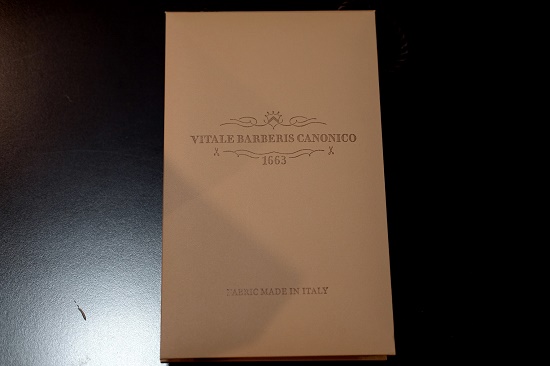 VITALE BARBERIS CANONICO
1663
FABRIC MADE IN ITALY